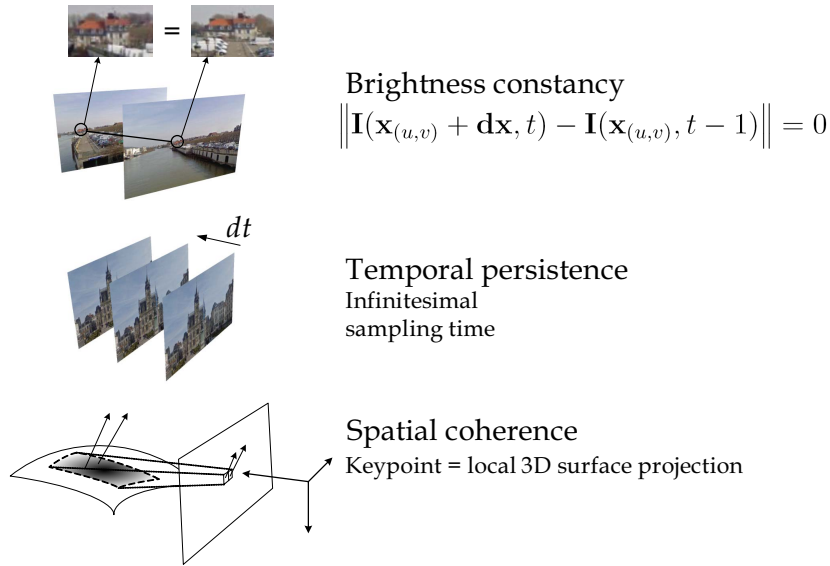 =
Brightness constancy
‖I(x_(u,v) + dx, t) − I(x_(u,v), t − 1)‖ = 0
dt
Temporal persistence
Infinitesimal
sampling time
Spatial coherence
Keypoint = local 3D surface projection